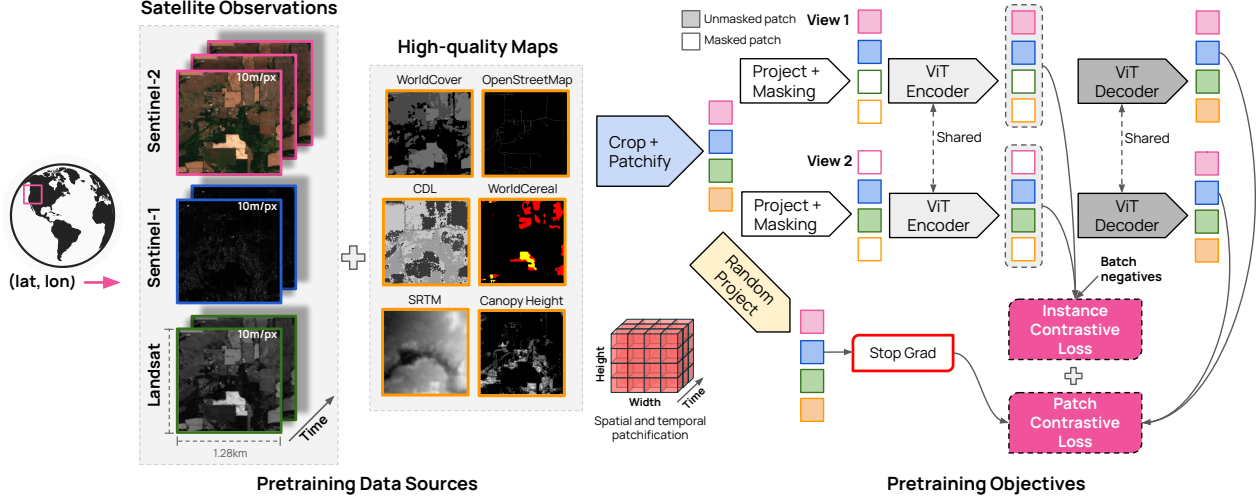 Satellite Observations
Sentinel-2
10m/px
Sentinel-1
10m/px
Landsat
10m/px
Time
1.28km
(lat, lon)
High-quality Maps
WorldCover
OpenStreetMap
CDL
WorldCereal
SRTM
Canopy Height
Pretraining Data Sources
Unmasked patch
Masked patch
View 1
Project +
Masking
ViT
Encoder
ViT
Decoder
Crop +
Patchify
Shared
Shared
View 2
Project +
Masking
ViT
Encoder
ViT
Decoder
Random
Project
Batch
negatives
Instance
Contrastive
Loss
Stop Grad
Patch
Contrastive
Loss
Height
Width
Time
Spatial and temporal
patchification
Pretraining Objectives